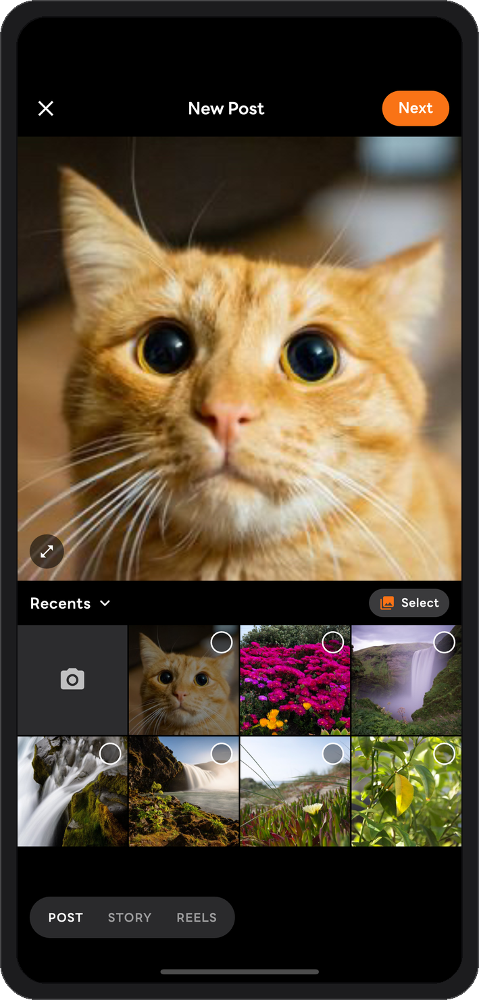 New Post
Next
Recents
Select
POST STORY REELS